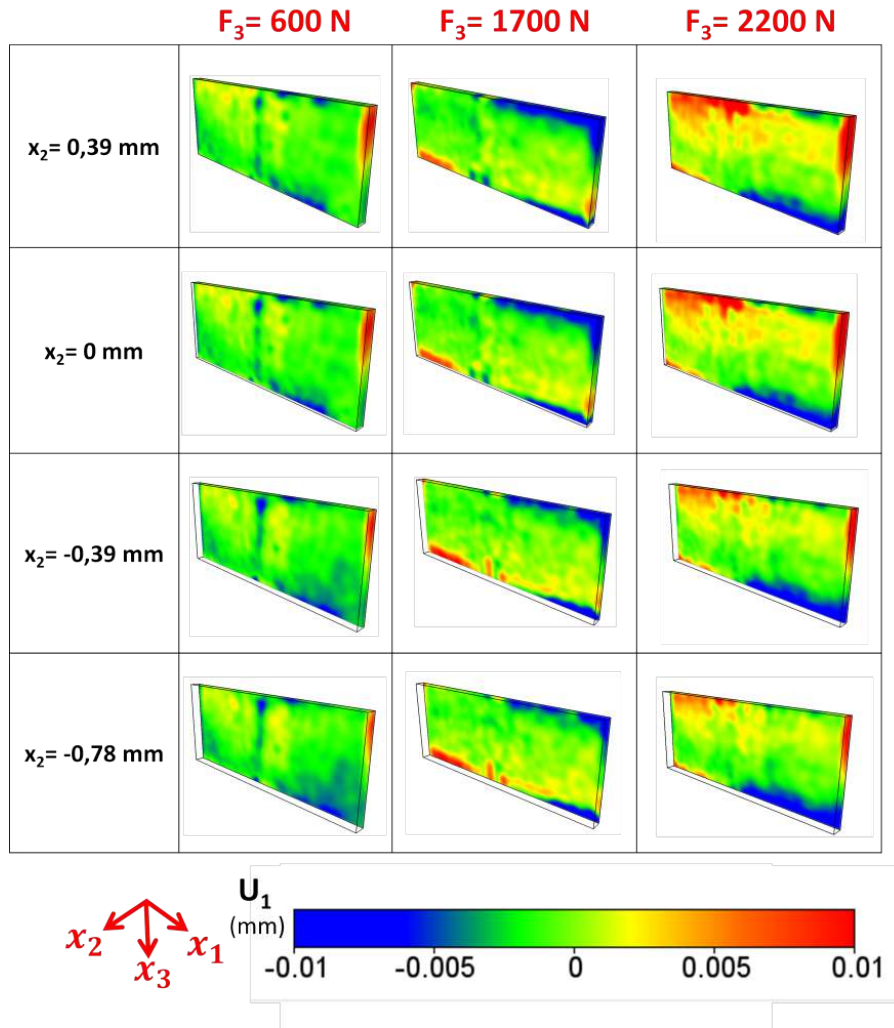 F₃= 600 N F₃= 1700 N F₃= 2200 N
x₂= 0,39 mm
x₂= 0 mm
x₂= -0,39 mm
x₂= -0,78 mm
U₁
(mm)
x₂ x₁
x₃
-0.01 -0.005 0 0.005 0.01